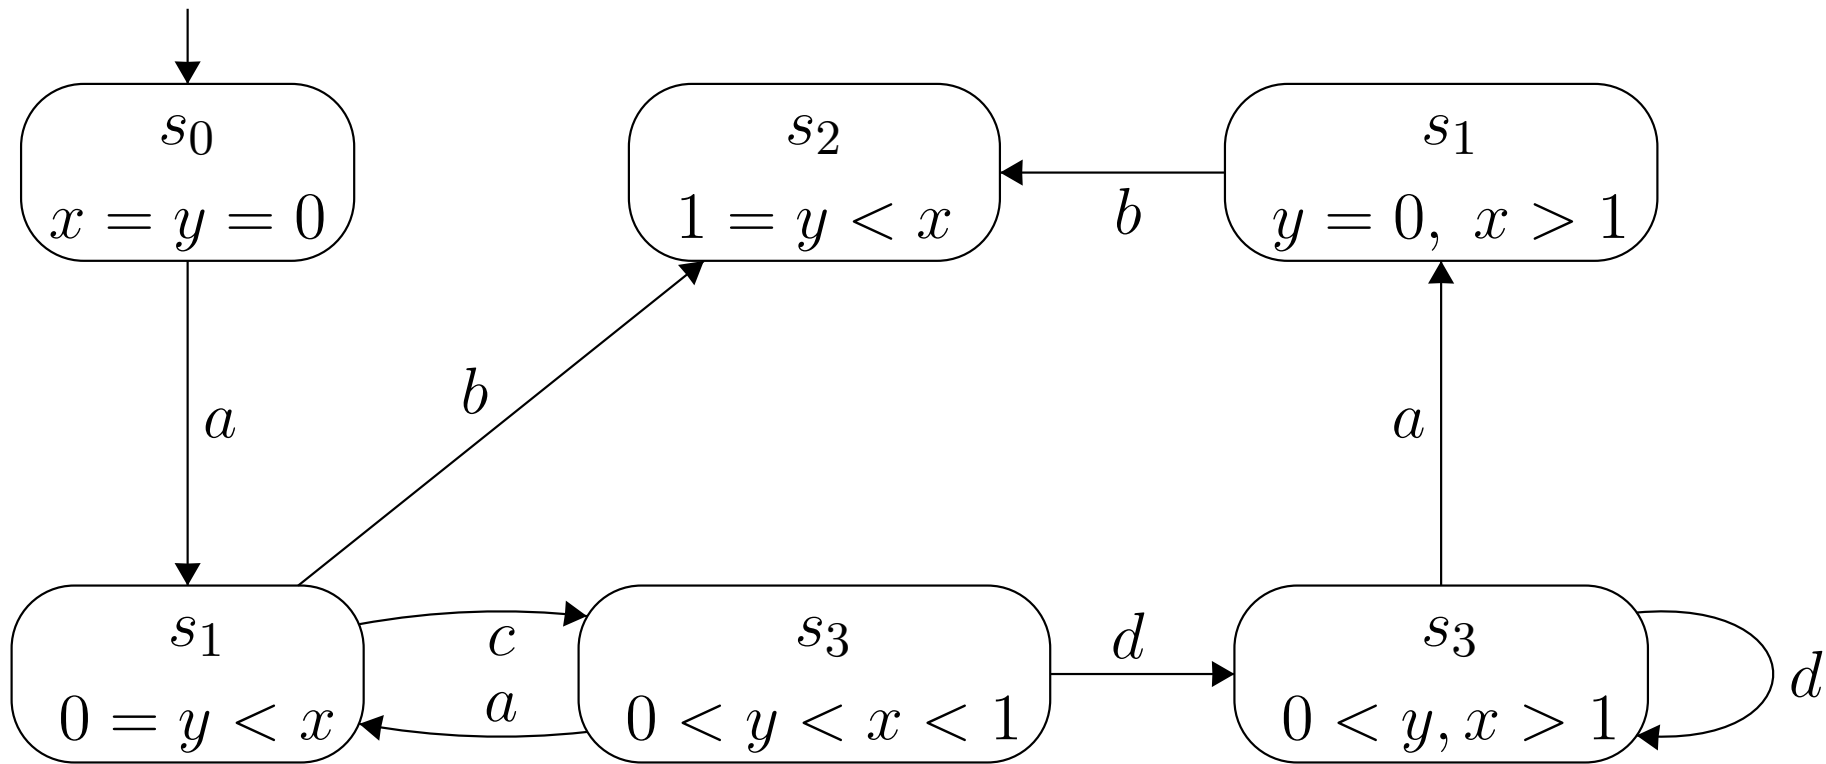 s₀
x = y = 0
s₂
1 = y < x
s₁
y = 0, x > 1
b
b
a
a
s₁
0 = y < x
c
a
s₃
0 < y < x < 1
d
s₃
0 < y, x > 1
d